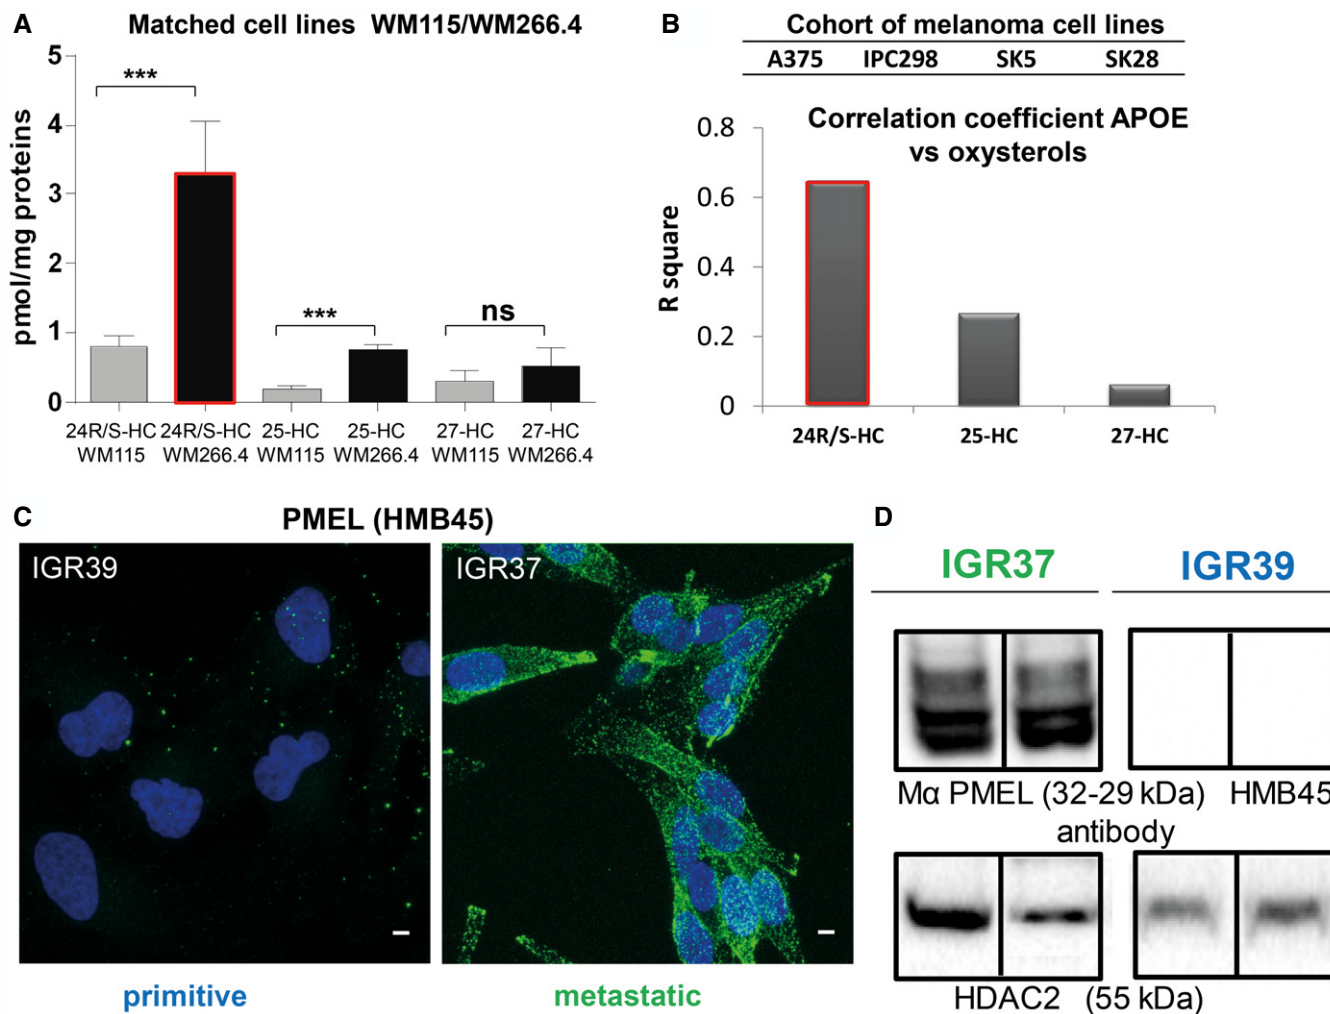 A
Matched cell lines WM115/WM266.4
pmol/mg proteins
5
4
3
2
1
0
***
***
ns
24R/S-HC 24R/S-HC 25-HC 25-HC 27-HC 27-HC
WM115 WM266.4 WM115 WM266.4 WM115 WM266.4
B
Cohort of melanoma cell lines
A375 IPC298 SK5 SK28
Correlation coefficient APOE
vs oxysterols
R square
0.8
0.6
0.4
0.2
0
24R/S-HC 25-HC 27-HC
C
PMEL (HMB45)
IGR39
IGR37
primitive
metastatic
D
IGR37 IGR39
Mα PMEL (32-29 kDa) HMB45
antibody
HDAC2 (55 kDa)